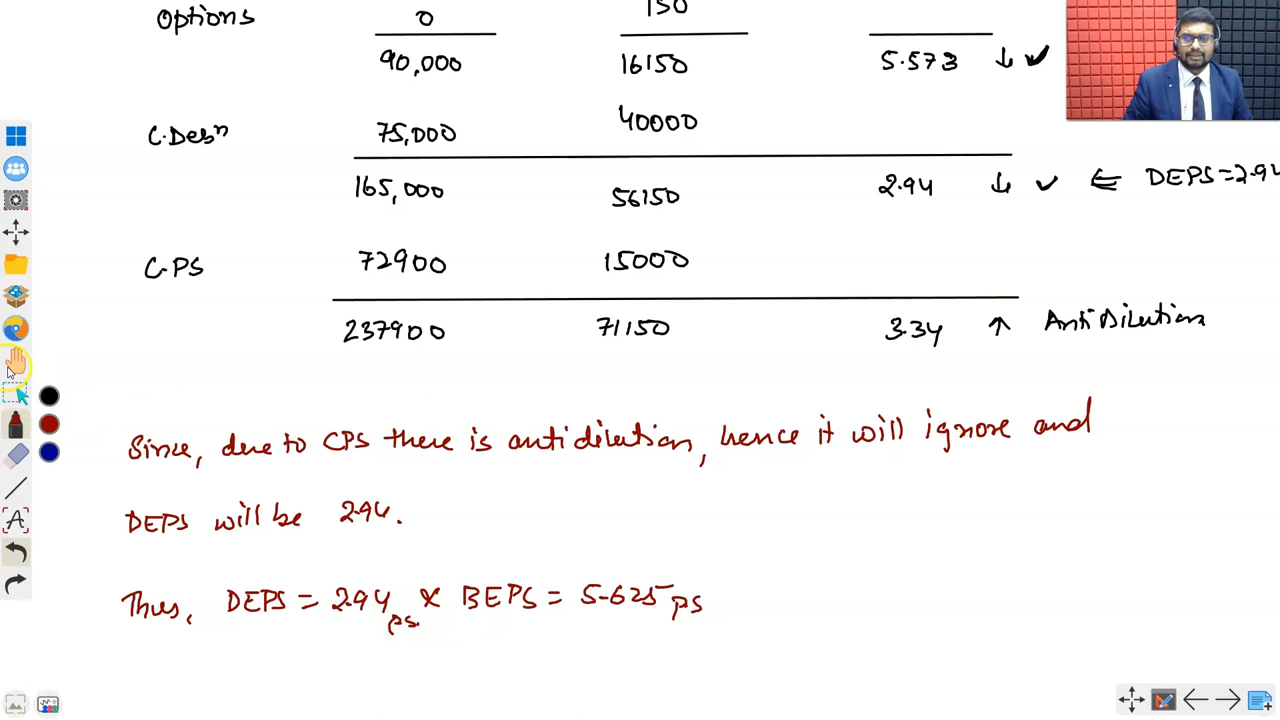 Options 0 150
90,000 16150 5.573 ↓ ✓
C.Debⁿ 75,000 40000
165,000 56150 2.94 ↓ ✓ ⇐ DEPS=2.94
C.PS 72900 15000
237900 71150 3.34 ↑ Anti Dilution
Since, due to CPS there is antidilution, hence it will ignore and
DEPS will be 2.94.
Thus, DEPS = 2.94 ps. & BEPS = 5.625 ps